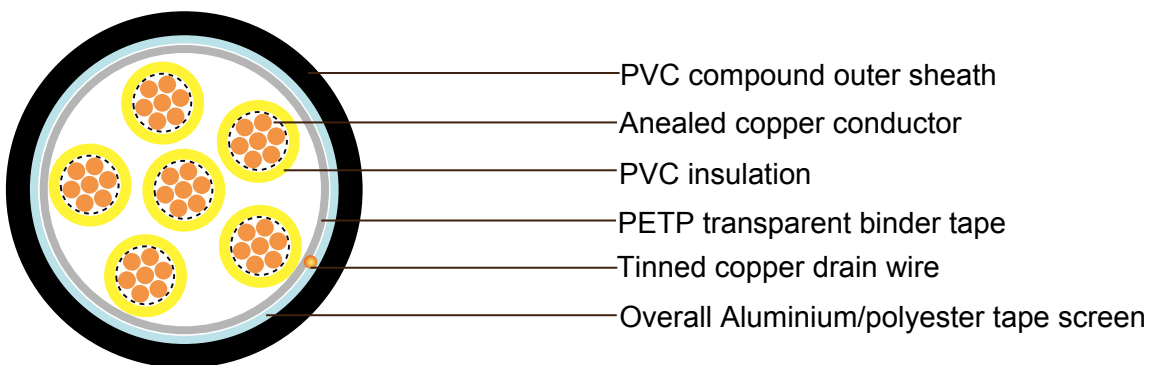 PVC compound outer sheath
Anealed copper conductor
PVC insulation
PETP transparent binder tape
Tinned copper drain wire
Overall Aluminium/polyester tape screen